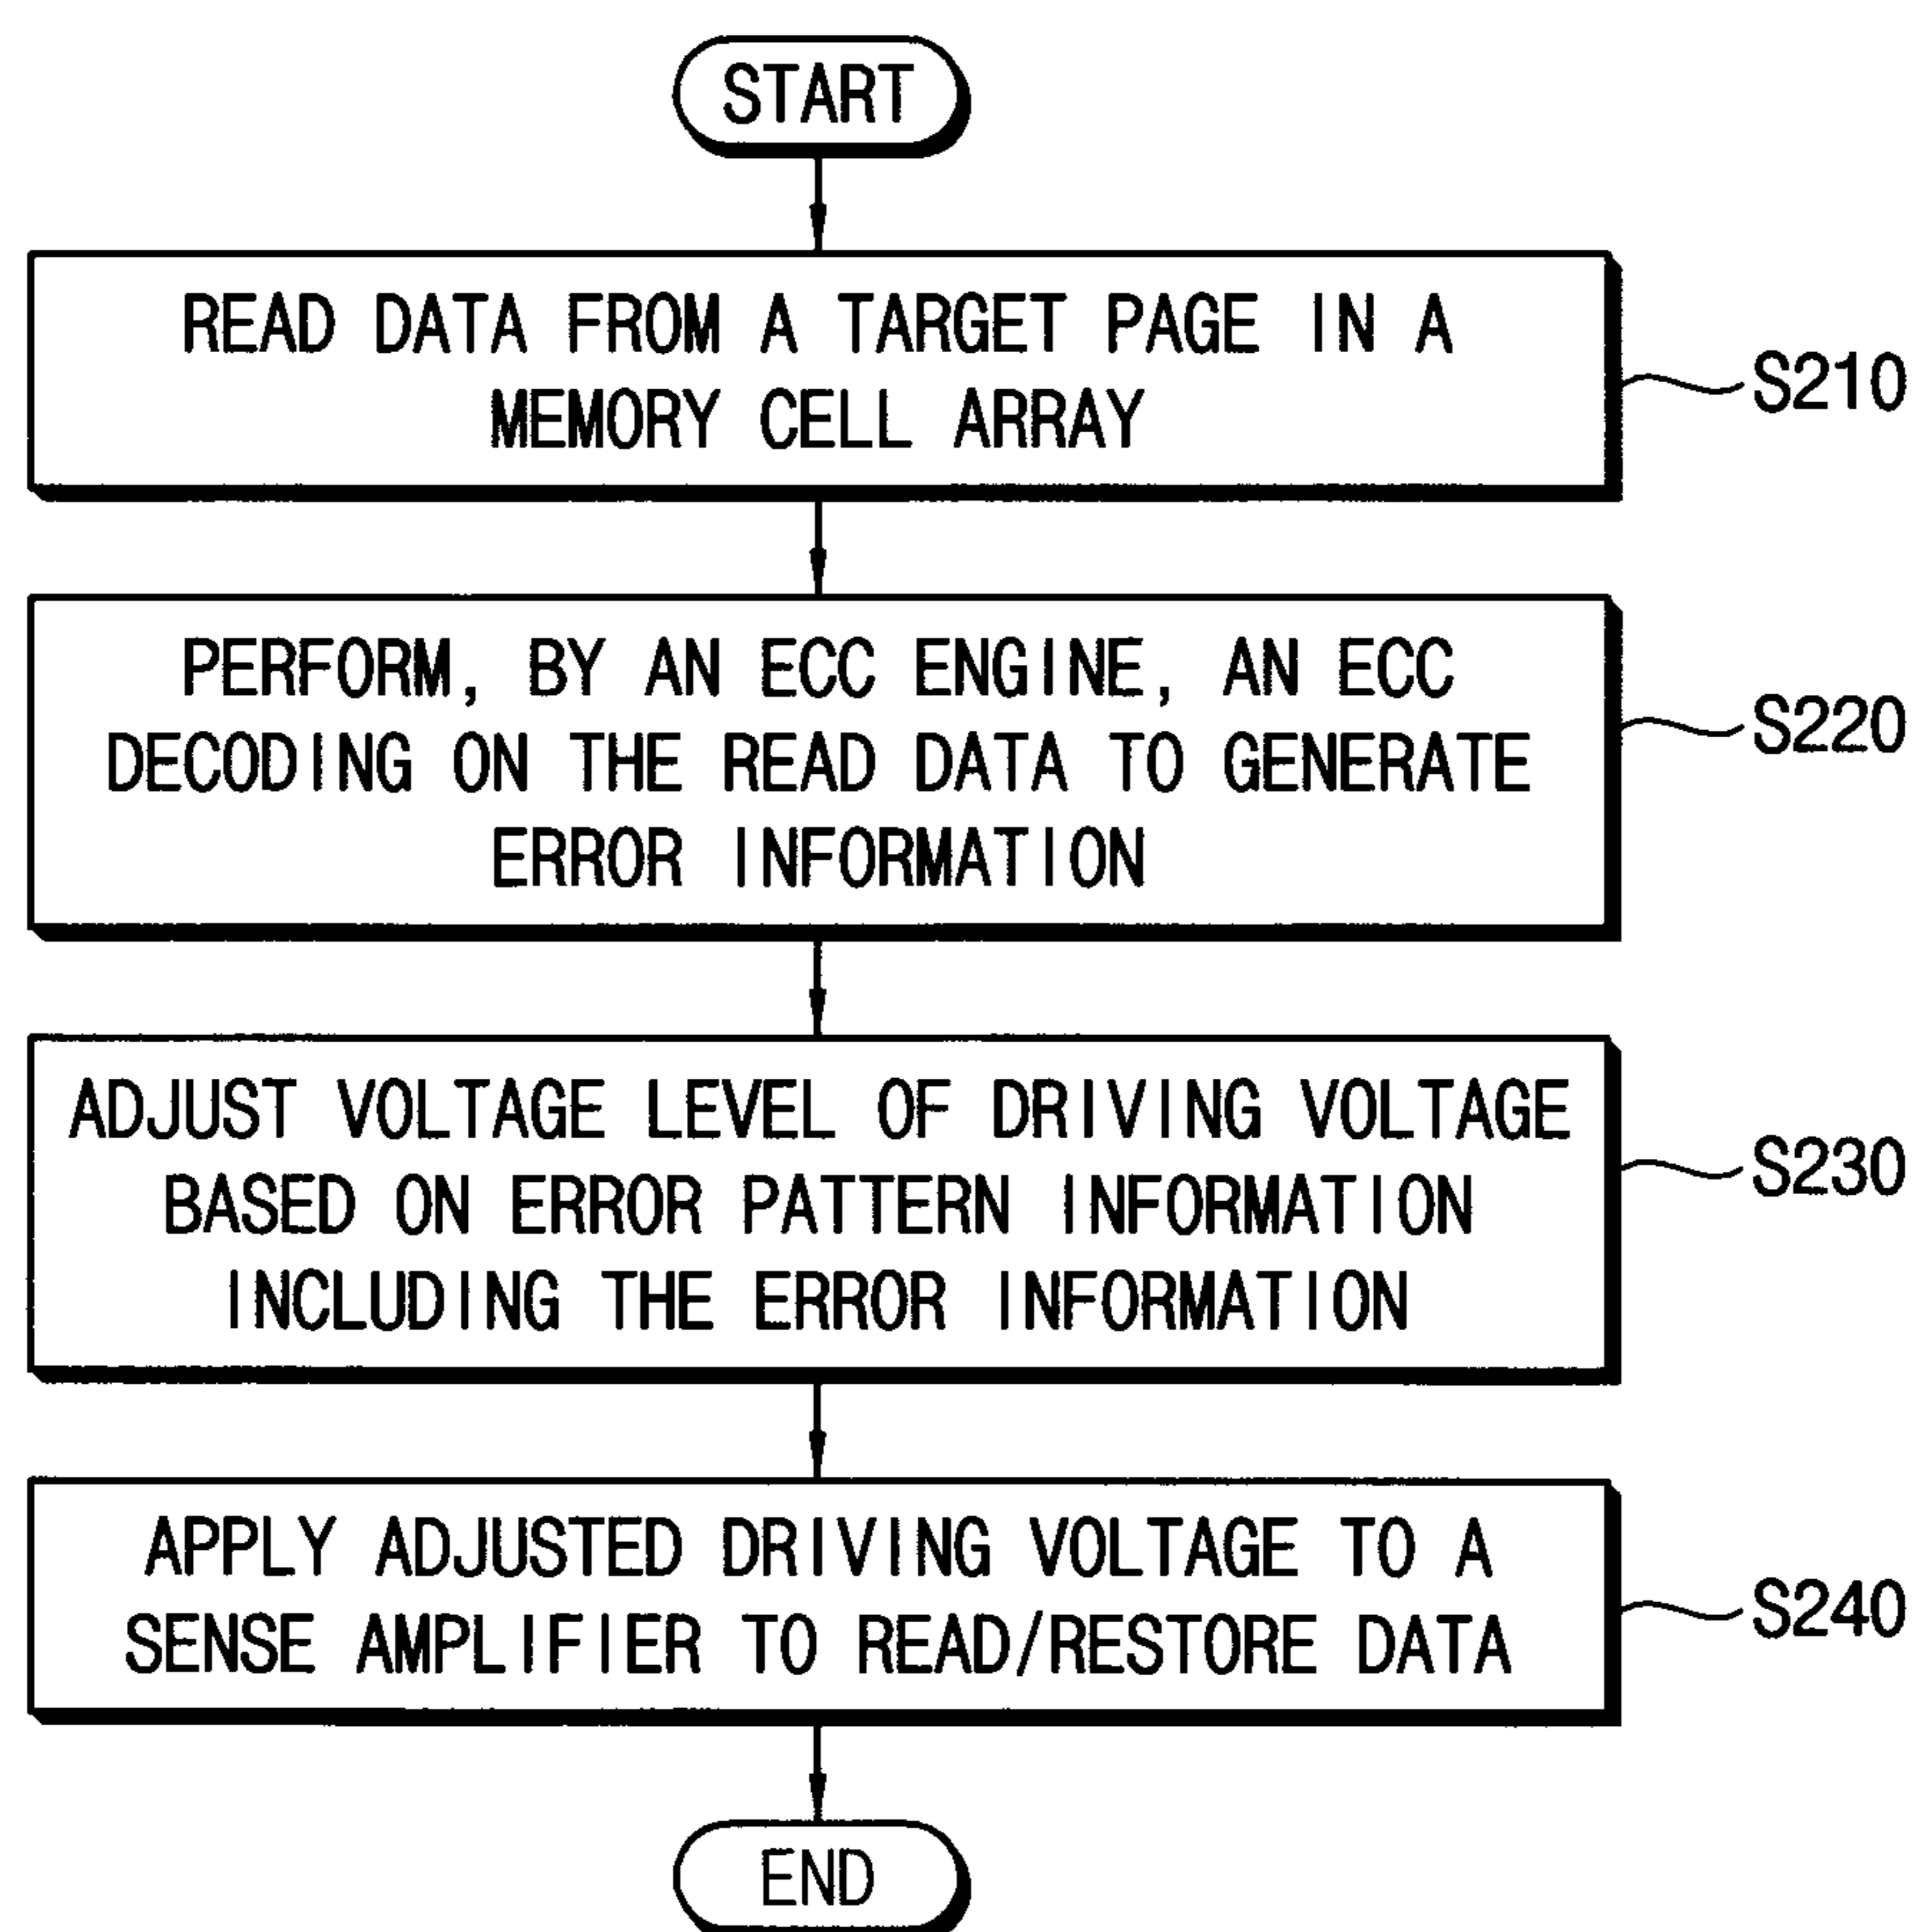 START
READ DATA FROM A TARGET PAGE IN A
MEMORY CELL ARRAY
S210
PERFORM, BY AN ECC ENGINE, AN ECC
DECODING ON THE READ DATA TO GENERATE
ERROR INFORMATION
S220
ADJUST VOLTAGE LEVEL OF DRIVING VOLTAGE
BASED ON ERROR PATTERN INFORMATION
INCLUDING THE ERROR INFORMATION
S230
APPLY ADJUSTED DRIVING VOLTAGE TO A
SENSE AMPLIFIER TO READ/RESTORE DATA
S240
END